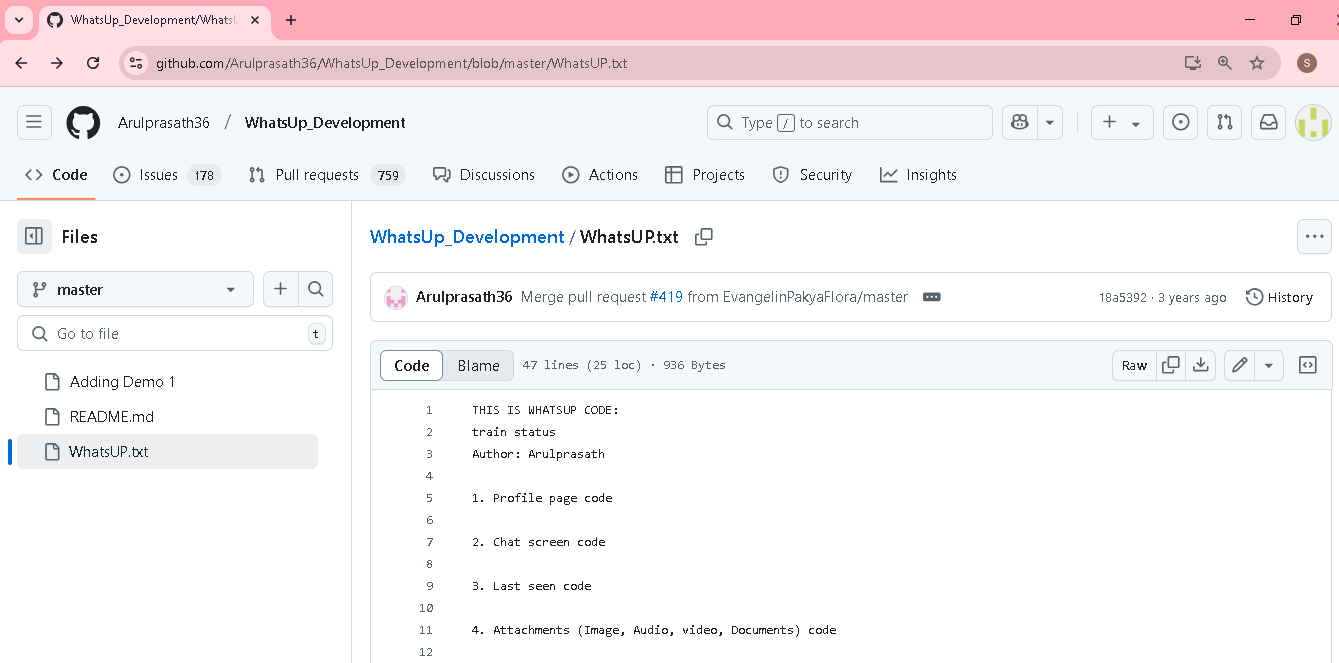 WhatsUp_Development/Whats
github.com/Arulprasath36/WhatsUp_Development/blob/master/WhatsUP.txt
S
Arulprasath36 / WhatsUp_Development
Type / to search
Code
Issues 178
Pull requests 759
Discussions
Actions
Projects
Security
Insights
Files
WhatsUp_Development / WhatsUP.txt
master
Arulprasath36 Merge pull request #419 from EvangelinPakyaFlora/master
18a5392 · 3 years ago
History
Go to file
t
Code
Blame
47 lines (25 loc) · 936 Bytes
Raw
Adding Demo 1
README.md
WhatsUP.txt
1 THIS IS WHATSUP CODE:
2 train status
3 Author: Arulprasath
4
5 1. Profile page code
6
7 2. Chat screen code
8
9 3. Last seen code
10
11 4. Attachments (Image, Audio, video, Documents) code
12